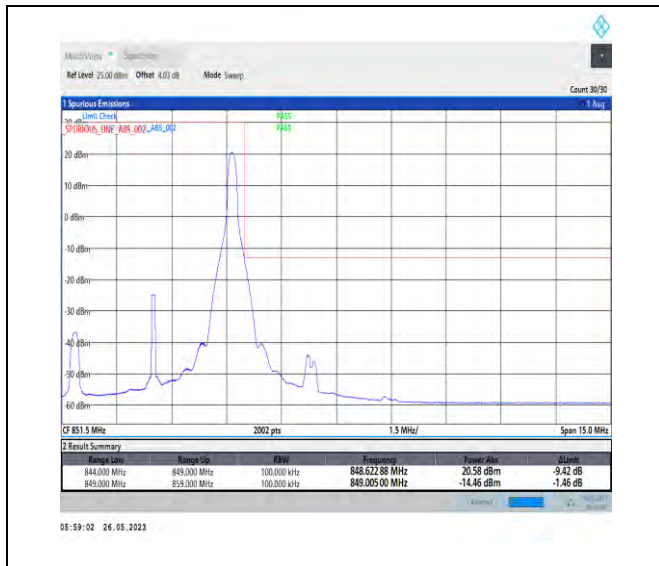 MultiView Spectrum
Ref Level 25.00 dBm Offset 4.03 dB Mode Sweep
Count 30/30
1 Spurious Emissions 1 Avg
Limit Check PASS
_SPURIOUS_LINE_ABS_002_ABS_002 PASS
20 dBm
10 dBm
0 dBm
-10 dBm
-20 dBm
-30 dBm
-40 dBm
-50 dBm
-60 dBm
CF 851.5 MHz 2002 pts 1.5 MHz/ Span 15.0 MHz
2 Result Summary
Range Low Range Up RBW Frequency Power Abs ΔLimit
844.000 MHz 849.000 MHz 100.000 kHz 848.622 88 MHz 20.58 dBm -9.42 dB
849.000 MHz 859.000 MHz 100.000 kHz 849.005 00 MHz -14.46 dBm -1.46 dB
05:59:02 26.05.2023